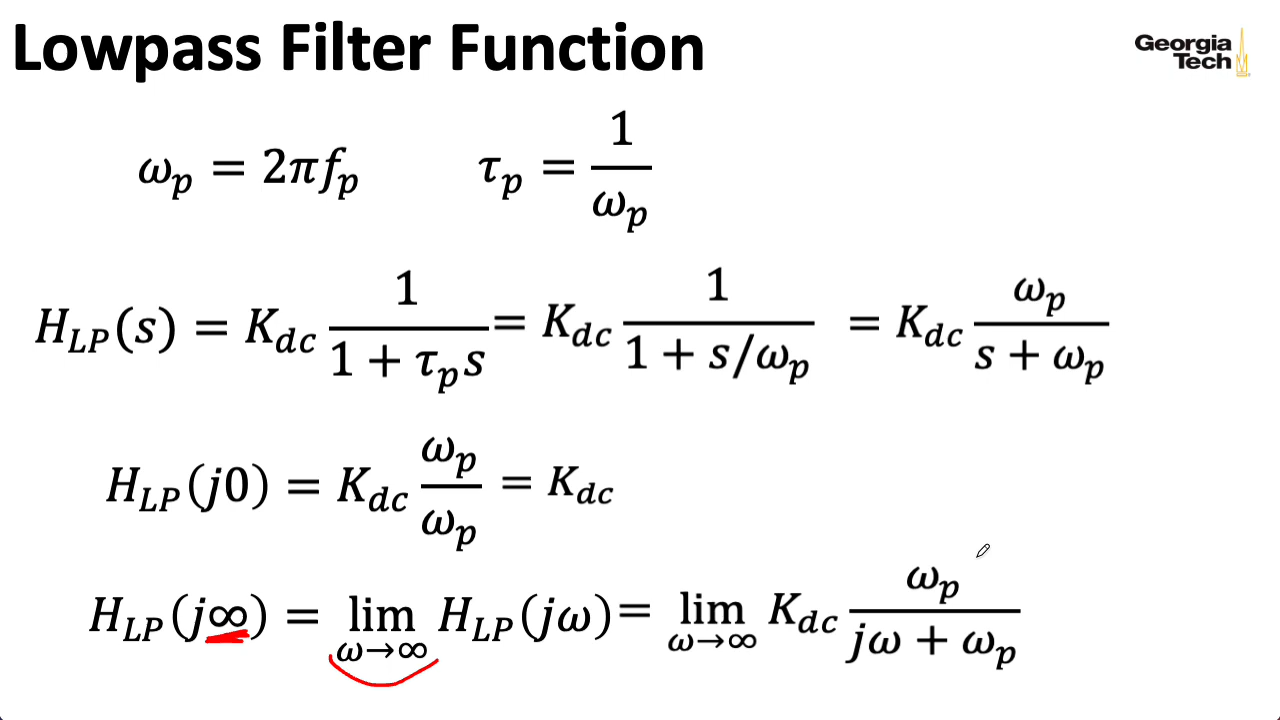 Lowpass Filter Function
Georgia
Tech
ω_p = 2πf_p    τ_p = 1/ω_p
H_LP(s) = K_dc 1/(1 + τ_p s) = K_dc 1/(1 + s/ω_p) = K_dc ω_p/(s + ω_p)
H_LP(j0) = K_dc ω_p/ω_p = K_dc
H_LP(j∞) = lim_{ω→∞} H_LP(jω) = lim_{ω→∞} K_dc ω_p/(jω + ω_p)